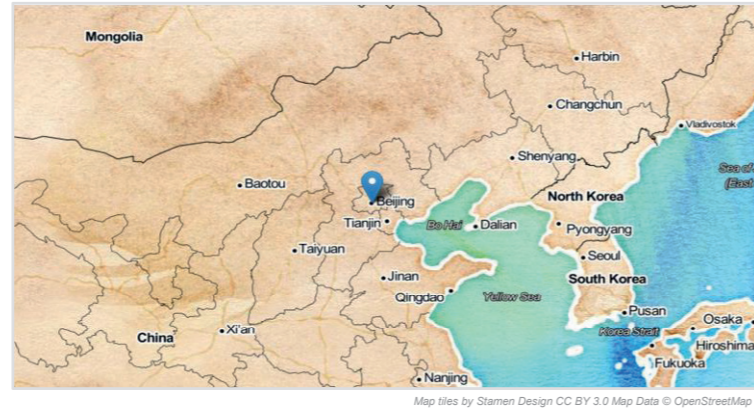 Mongolia
Harbin
Changchun
Vladivostok
Shenyang
Sea of
(East
Baotou
Beijing
North Korea
Tianjin
Bo Hai
Dalian
Pyongyang
Taiyuan
Seoul
Jinan
South Korea
Qingdao
Yellow Sea
Pusan
Osaka
China
Xi'an
Korea Strait
Hiroshima
Fukuoka
Nanjing
Map tiles by Stamen Design CC BY 3.0 Map Data © OpenStreetMap